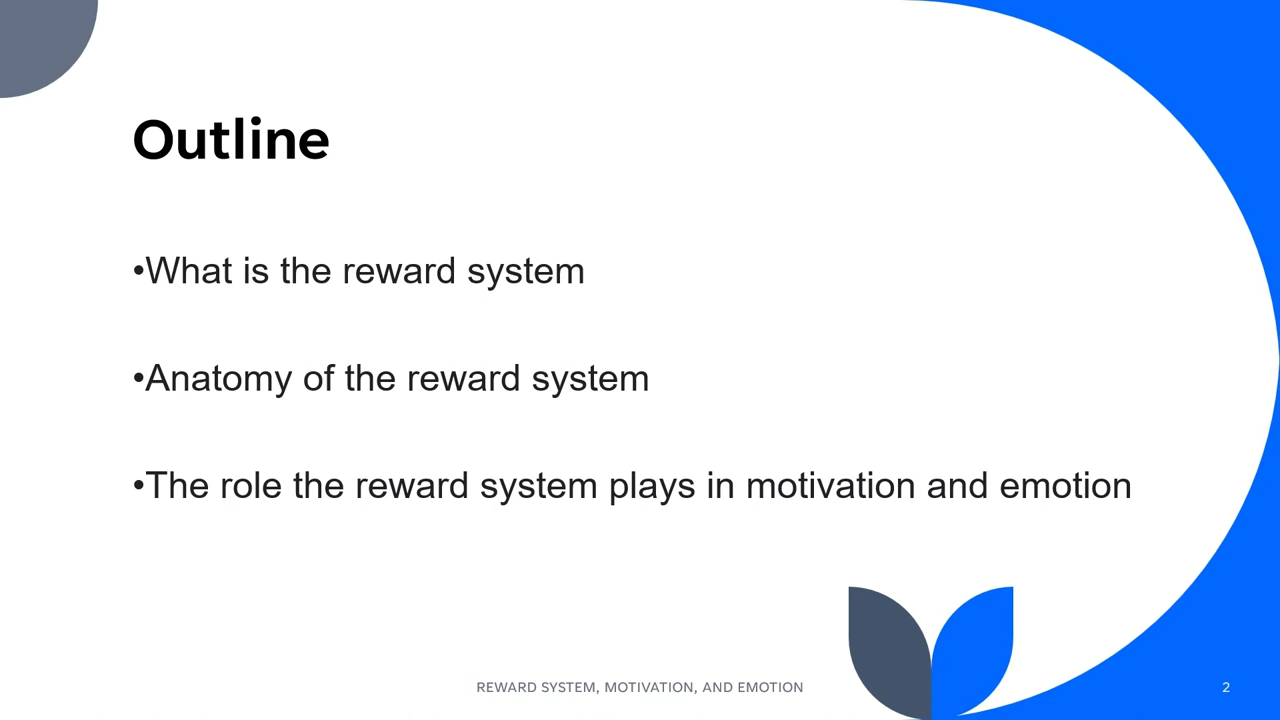 Outline
•What is the reward system
•Anatomy of the reward system
•The role the reward system plays in motivation and emotion
REWARD SYSTEM, MOTIVATION, AND EMOTION
2